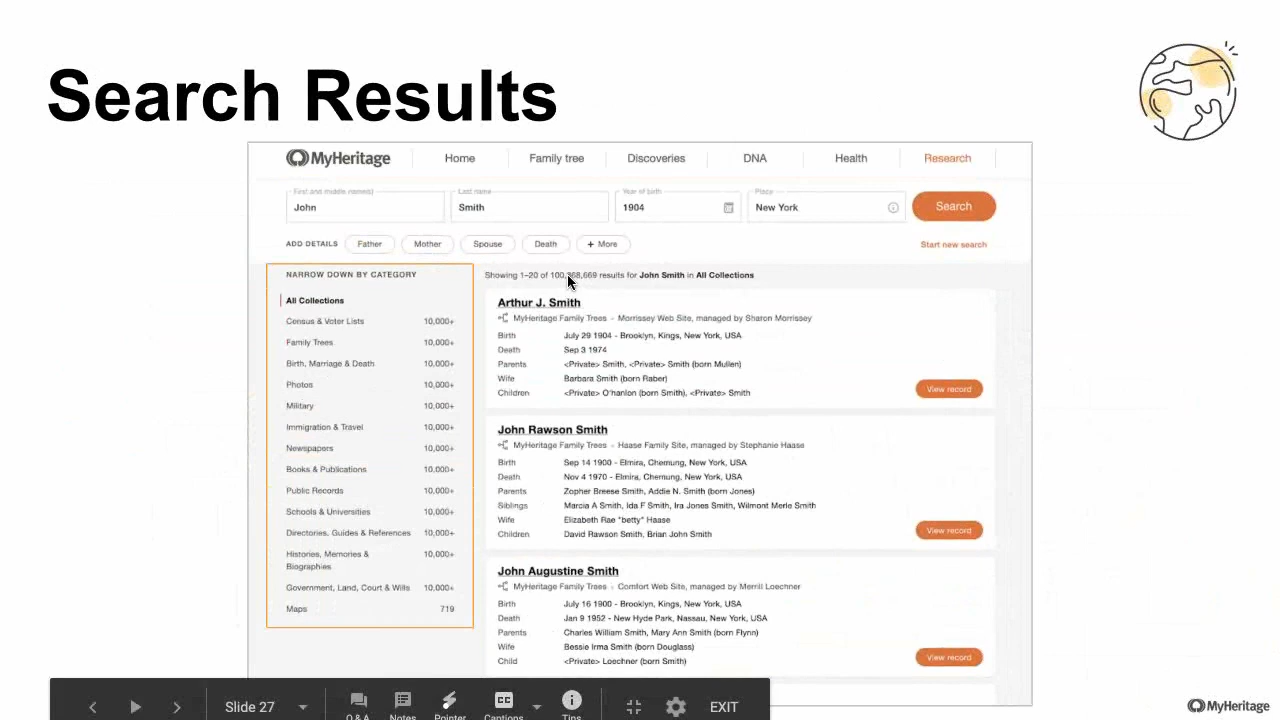 Search Results
MyHeritage Home Family tree Discoveries DNA Health Research
First and middle name(s) Last name Year of birth Place
John Smith 1904 New York Search
ADD DETAILS Father Mother Spouse Death + More Start new search
NARROW DOWN BY CATEGORY
All Collections
Census & Voter Lists 10,000+
Family Trees 10,000+
Birth, Marriage & Death 10,000+
Photos 10,000+
Military 10,000+
Immigration & Travel 10,000+
Newspapers 10,000+
Books & Publications 10,000+
Public Records 10,000+
Schools & Universities 10,000+
Directories, Guides & References 10,000+
Histories, Memories &
Biographies 10,000+
Government, Land, Court & Wills 10,000+
Maps 719
Showing 1-20 of results for John Smith in All Collections
Arthur J. Smith
MyHeritage Family Trees - Morrissey Web Site, managed by Sharon Morrissey
Birth July 29 1904 - Brooklyn, Kings, New York, USA
Death Sep 3 1974
Parents <Private> Smith, <Private> Smith (born Mullen)
Wife Barbara Smith (born Raber)
Children <Private> O'hanlon (born Smith), <Private> Smith
View record
John Rawson Smith
MyHeritage Family Trees - Haase Family Site, managed by Stephanie Haase
Birth Sep 14 1900 - Elmira, Chemung, New York, USA
Death Nov 4 1970 - Elmira, Chemung, New York, USA
Parents Zopher Breese Smith, Addie N. Smith (born Jones)
Siblings Marcia A Smith, Ida F Smith, Ira Jones Smith, Wilmont Merle Smith
Wife Elizabeth Rae "betty" Haase
Children David Rawson Smith, Brian John Smith
View record
John Augustine Smith
MyHeritage Family Trees - Comfort Web Site, managed by Merrill Loechner
Birth July 16 1900 - Brooklyn, Kings, New York, USA
Death Jan 9 1952 - New Hyde Park, Nassau, New York, USA
Parents Charles William Smith, Mary Ann Smith (born Flynn)
Wife Bessie Irma Smith (born Douglass)
Child <Private> Loechner (born Smith)
View record
Slide 27 Q & A Notes Pointer Captions Tips EXIT
MyHeritage